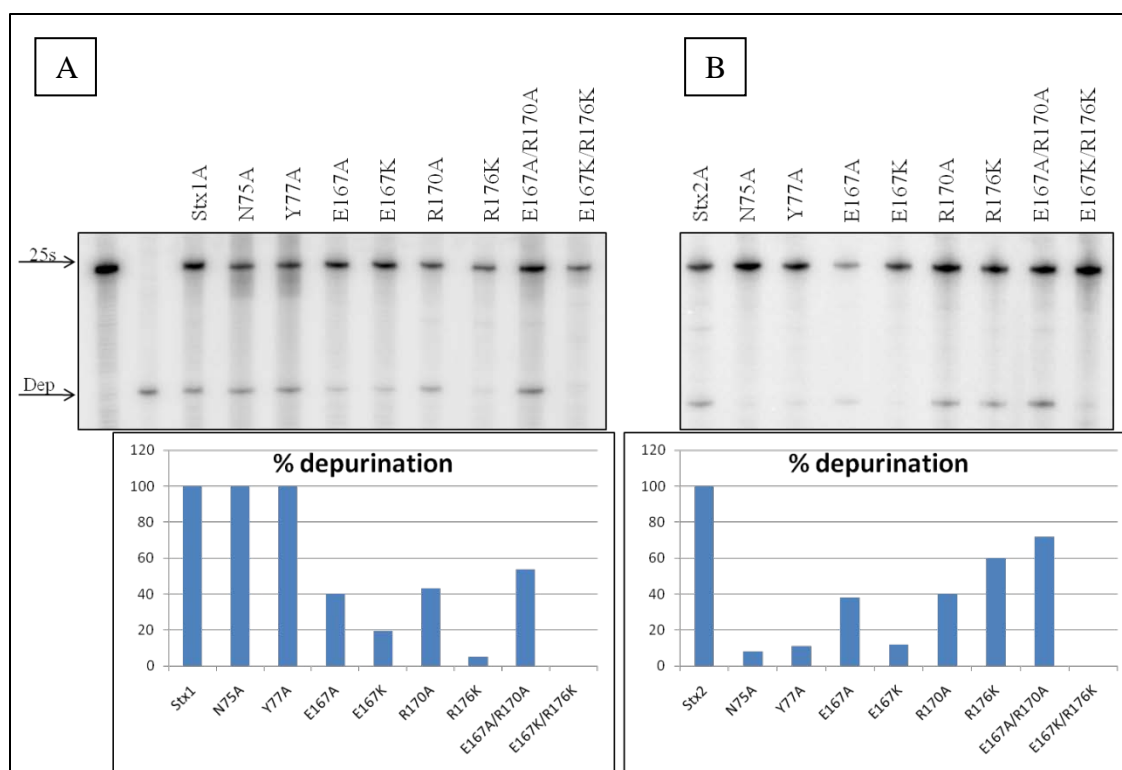 A
B
Stx1A
N75A
Y77A
E167A
E167K
R170A
R176K
E167A/R170A
E167K/R176K
Stx2A
N75A
Y77A
E167A
E167K
R170A
R176K
E167A/R170A
E167K/R176K
25s
Dep
% depurination
120
100
80
60
40
20
0
Stx1
N75A
Y77A
E167A
E167K
R170A
R176K
E167A/R170A
E167K/R176K
% depurination
120
100
80
60
40
20
0
Stx2
N75A
Y77A
E167A
E167K
R170A
R176K
E167A/R170A
E167K/R176K